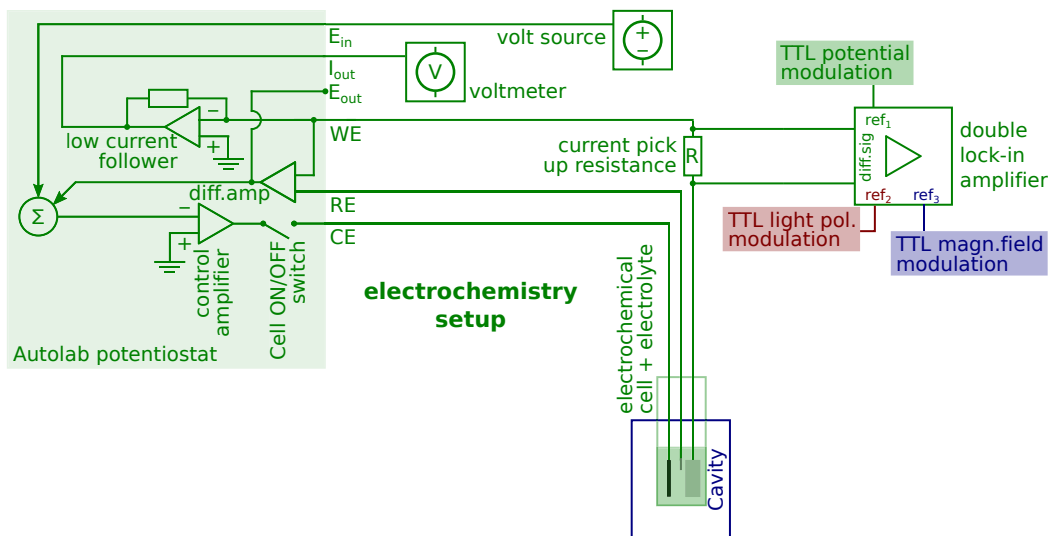 E_in
volt source
+
−
TTL potential
modulation
I_out
V
E_out
voltmeter
−
+
low current
follower
WE
current pick
up resistance
R
ref_1
diff.sig
ref_2
ref_3
double
lock-in
amplifier
diff.amp
RE
Σ
−
+
CE
TTL light pol.
modulation
TTL magn.field
modulation
control
amplifier
Cell ON/OFF
switch
electrochemistry
setup
electrochemical
cell + electrolyte
Autolab potentiostat
Cavity